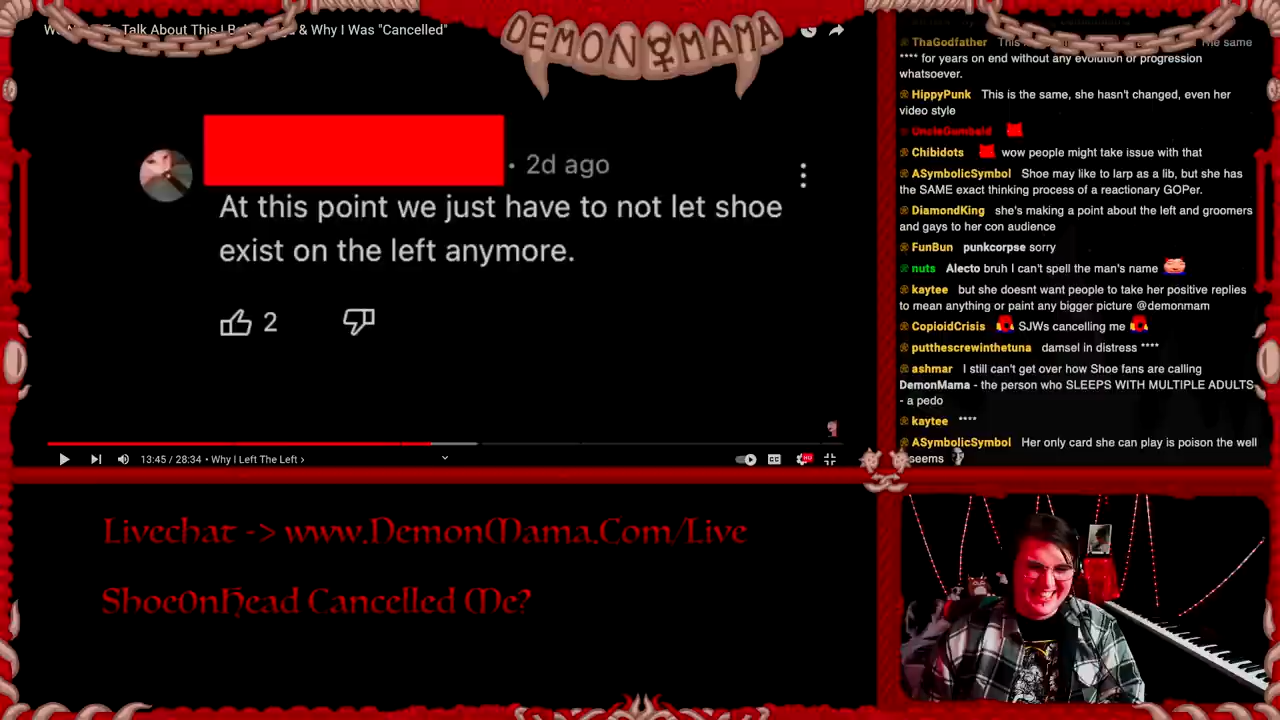 Talk About This
& Why I Was "Cancelled"
DEMON MAMA
2d ago
At this point we just have to not let shoe
exist on the left anymore.
2
13:45 / 28:34 • Why I Left The Left ›
HD
Livechat -> www.DemonMama.Com/Live
Shoe0nHead Cancelled Me?
ThaGodfather This
The same
**** for years on end without any evolution or progression
whatsoever.
HippyPunk This is the same, she hasn't changed, even her
video style
UncleGumbald
Chibidots wow people might take issue with that
ASymbolicSymbol Shoe may like to larp as a lib, but she has
the SAME exact thinking process of a reactionary GOPer.
DiamondKing she's making a point about the left and groomers
and gays to her con audience
FunBun punkcorpse sorry
nuts Alecto bruh I can't spell the man's name
kaytee but she doesnt want people to take her positive replies
to mean anything or paint any bigger picture @demonmam
CopioidCrisis SJWs cancelling me
putthescrewinthetuna damsel in distress ****
ashmar I still can't get over how Shoe fans are calling
DemonMama - the person who SLEEPS WITH MULTIPLE ADULTS
- a pedo
kaytee ****
ASymbolicSymbol Her only card she can play is poison the well
seems